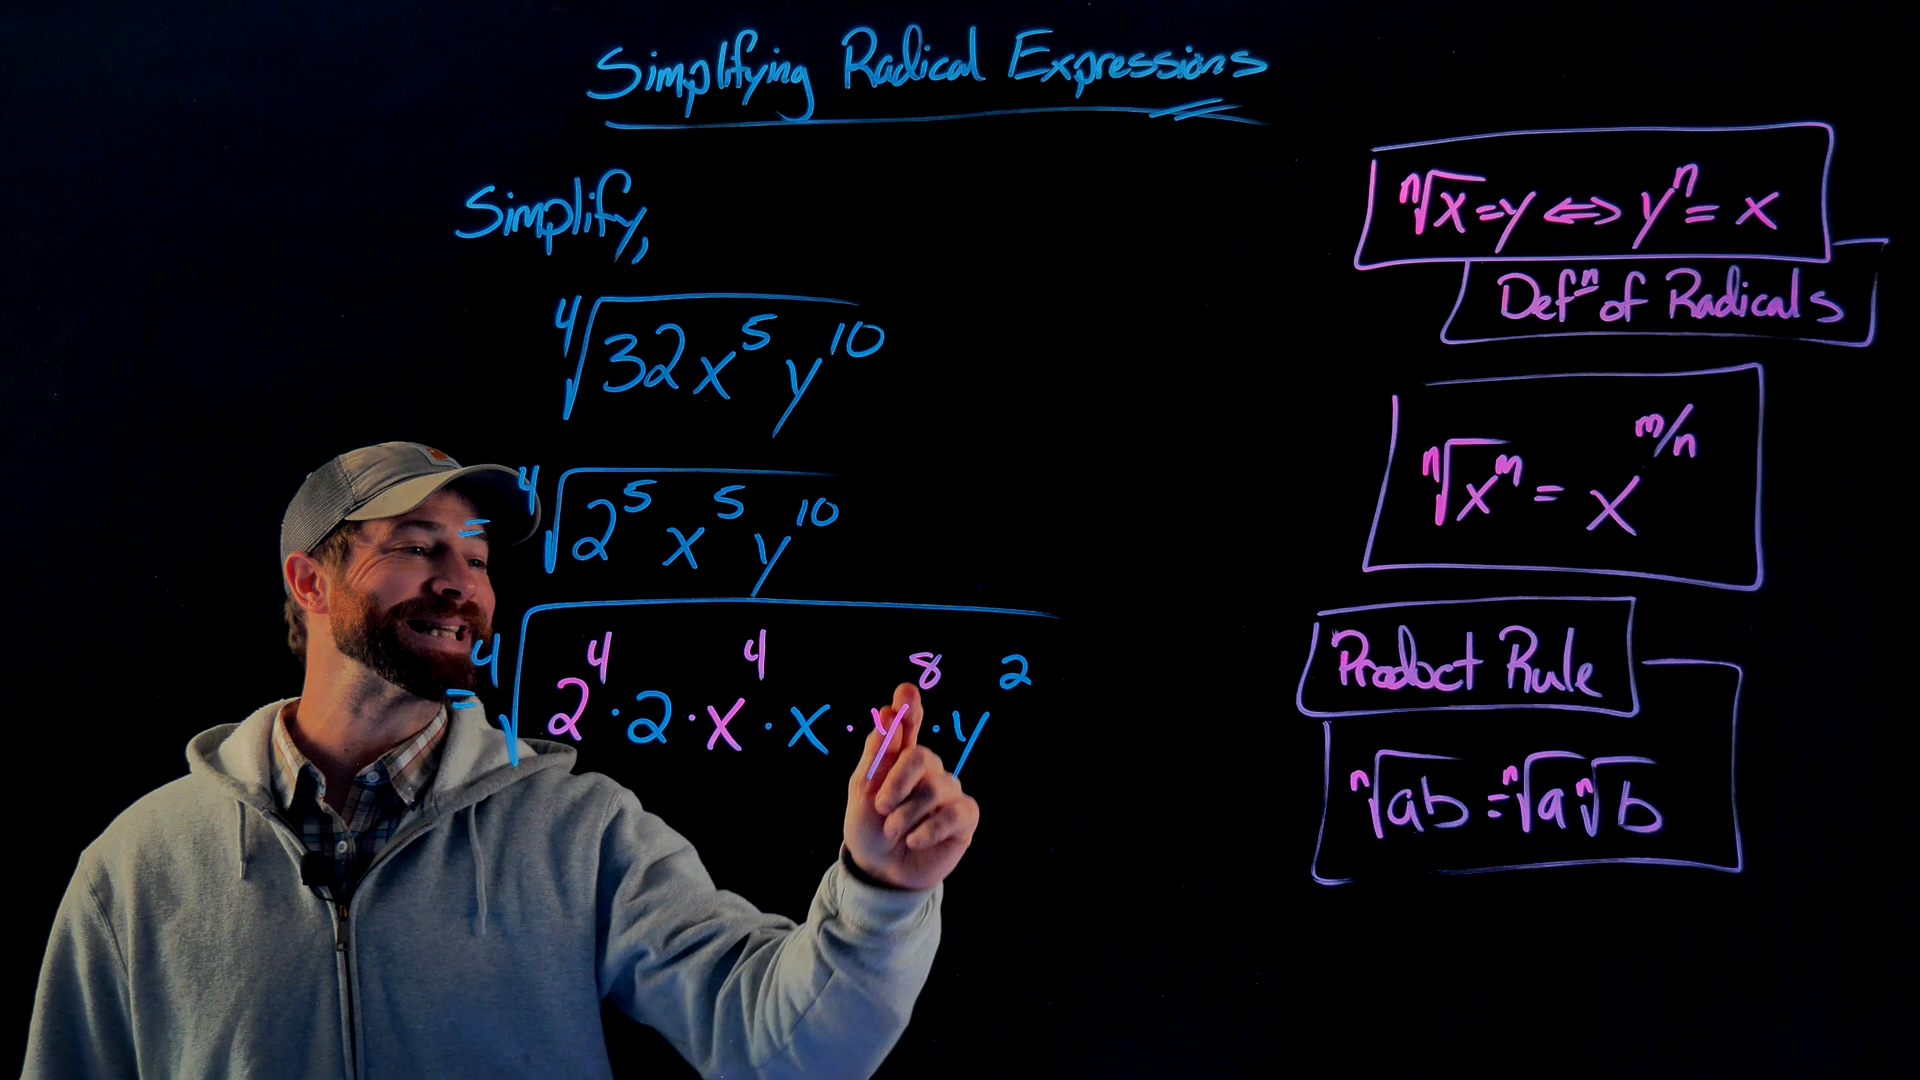 Simplifying Radical Expressions
Simplify,
⁴√32x⁵y¹⁰
= ⁴√2⁵x⁵y¹⁰
= ⁴√2⁴·2·x⁴·x·y⁸·y²
ⁿ√x=y⇔yⁿ=x
Defⁿ of Radicals
ⁿ√xᵐ = x^m/n
Product Rule
ⁿ√ab=ⁿ√aⁿ√b